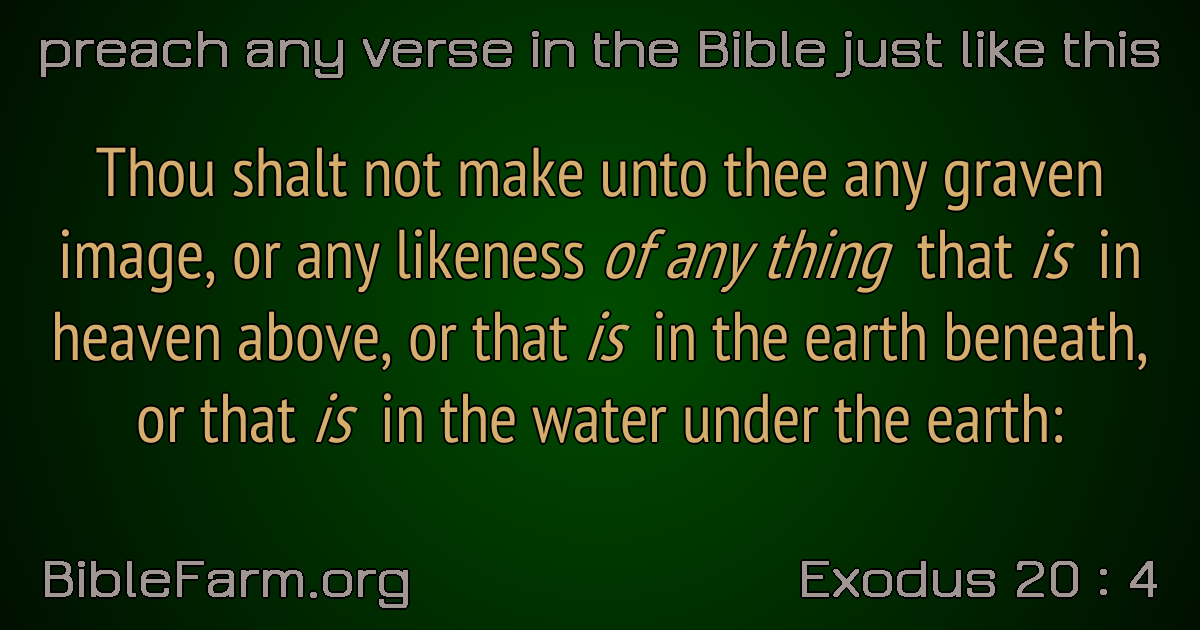 preach any verse in the Bible just like this
Thou shalt not make unto thee any graven
image, or any likeness of any thing that is in
heaven above, or that is in the earth beneath,
or that is in the water under the earth:
BibleFarm.org
Exodus 20 : 4